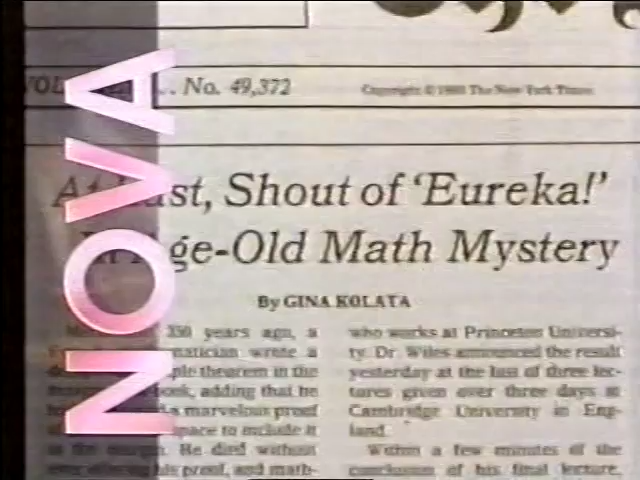 NOVA
No. 49,372
Copyright © The New York Times
st, Shout of 'Eureka!'
ge-Old Math Mystery
By GINA KOLATA
350 years ago, a
matician wrote a
ple theorem in the
book, adding that he
a marvelous proof
space to include it
in the margin. He died without
his proof, and math-
who works at Princeton Universi-
ty. Dr. Wiles announced the result
yesterday at the last of three lec-
tures given over three days at
Cambridge University in Eng-
land.
Within a few minutes of the
conclusion of his final lecture,